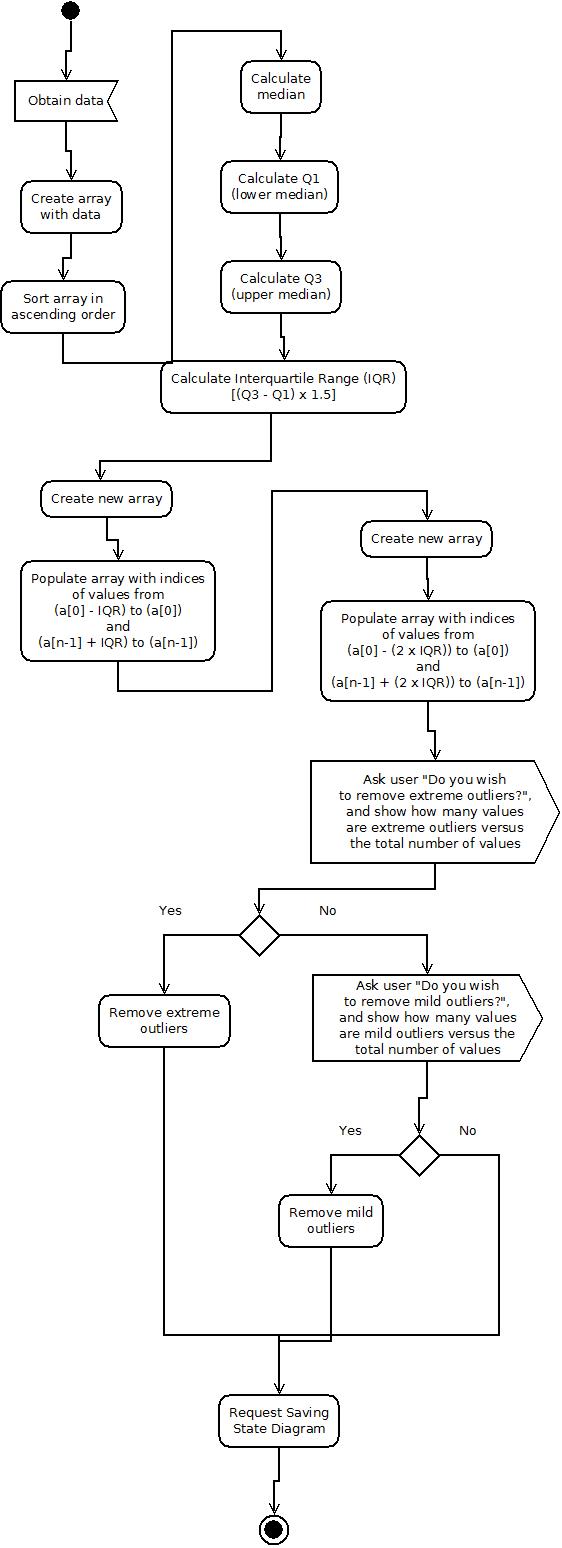 Obtain data
Create array
with data
Sort array in
ascending order
Calculate
median
Calculate Q1
(lower median)
Calculate Q3
(upper median)
Calculate Interquartile Range (IQR)
[(Q3 - Q1) x 1.5]
Create new array
Populate array with indices
of values from
(a[0] - IQR) to (a[0])
and
(a[n-1] + IQR) to (a[n-1])
Create new array
Populate array with indices
of values from
(a[0] - (2 x IQR)) to (a[0])
and
(a[n-1] + (2 x IQR)) to (a[n-1])
Ask user "Do you wish
to remove extreme outliers?",
and show how many values
are extreme outliers versus
the total number of values
Yes
No
Remove extreme
outliers
Ask user "Do you wish
to remove mild outliers?",
and show how many values
are mild outliers versus the
total number of values
Yes
No
Remove mild
outliers
Request Saving
State Diagram